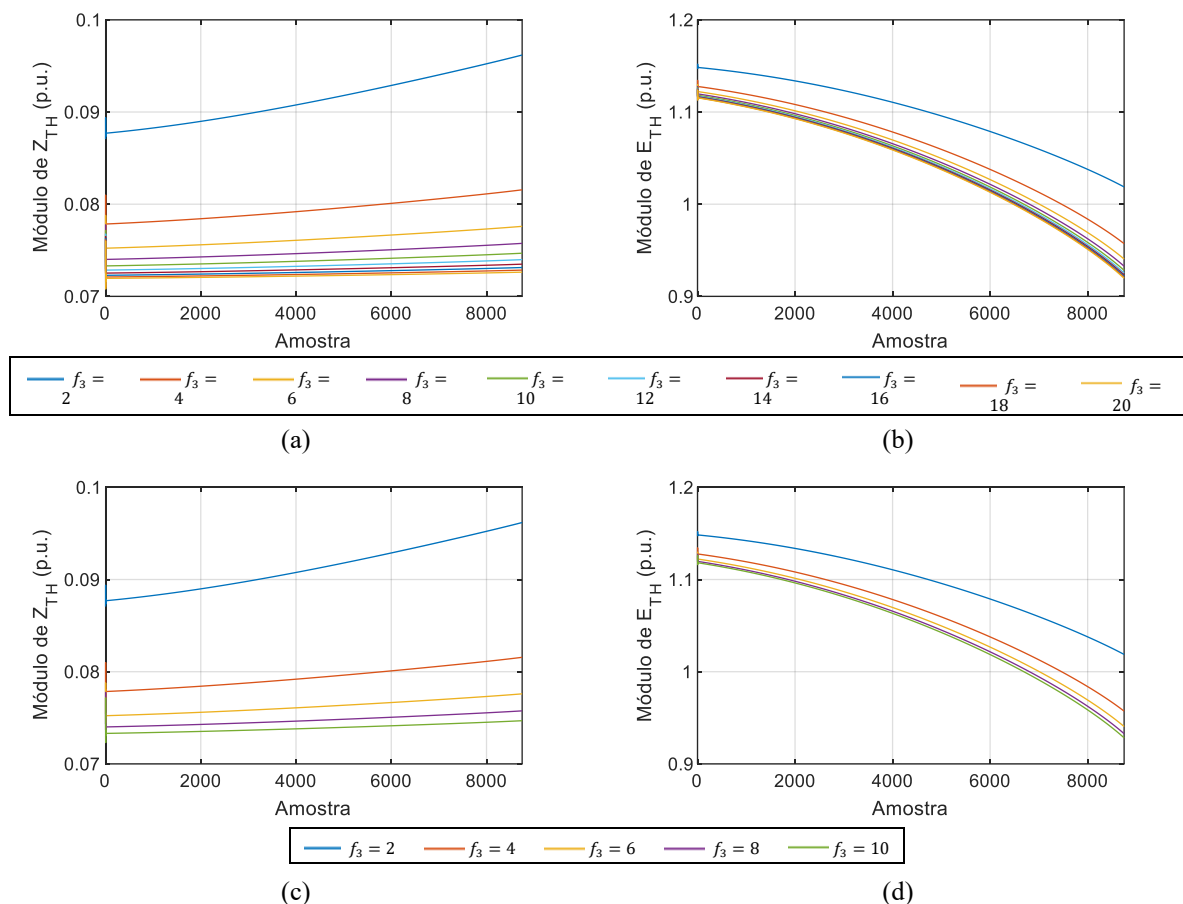 0.1
0.09
0.08
0.07
Módulo de Z_TH (p.u.)
0 2000 4000 6000 8000
Amostra
1.2
1.1
1
0.9
Módulo de E_TH (p.u.)
0 2000 4000 6000 8000
Amostra
f₃ = 2
f₃ = 4
f₃ = 6
f₃ = 8
f₃ = 10
f₃ = 12
f₃ = 14
f₃ = 16
f₃ = 18
f₃ = 20
(a)
(b)
0.1
0.09
0.08
0.07
Módulo de Z_TH (p.u.)
0 2000 4000 6000 8000
Amostra
1.2
1.1
1
0.9
Módulo de E_TH (p.u.)
0 2000 4000 6000 8000
Amostra
f₃ = 2
f₃ = 4
f₃ = 6
f₃ = 8
f₃ = 10
(c)
(d)